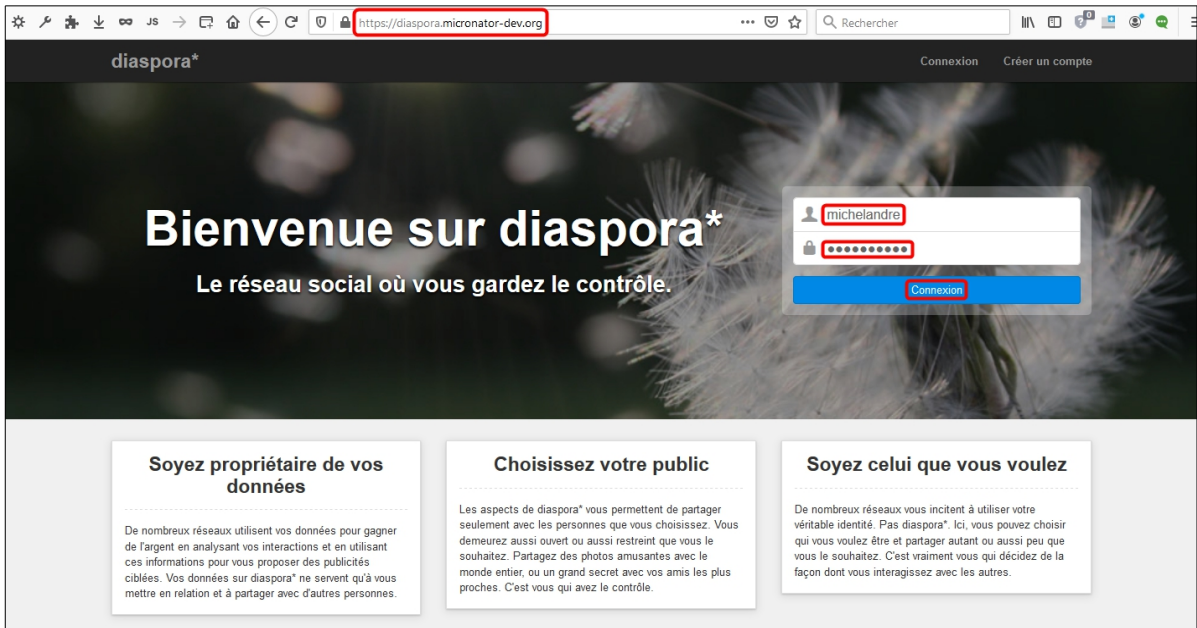 JS
https://diaspora.micronator-dev.org
Rechercher
0
diaspora*
Connexion
Créer un compte
Bienvenue sur diaspora*
Le réseau social où vous gardez le contrôle.
michelandre
••••••••••
Connexion
Soyez propriétaire de vos
données
De nombreux réseaux utilisent vos données pour gagner
de l'argent en analysant vos interactions et en utilisant
ces informations pour vous proposer des publicités
ciblées. Vos données sur diaspora* ne servent qu'à vous
mettre en relation et à partager avec d'autres personnes.
Choisissez votre public
Les aspects de diaspora* vous permettent de partager
seulement avec les personnes que vous choisissez. Vous
demeurez aussi ouvert ou aussi restreint que vous le
souhaitez. Partagez des photos amusantes avec le
monde entier, ou un grand secret avec vos amis les plus
proches. C'est vous qui avez le contrôle.
Soyez celui que vous voulez
De nombreux réseaux vous incitent à utiliser votre
véritable identité. Pas diaspora*. Ici, vous pouvez choisir
qui vous voulez être et partager autant ou aussi peu que
vous le souhaitez. C'est vraiment vous qui décidez de la
façon dont vous interagissez avec les autres.